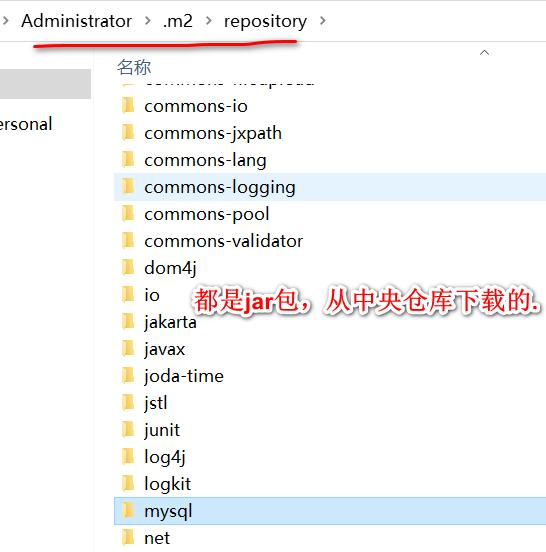 Administrator
.m2
repository
ersonal
名称
commons-io
commons-jxpath
commons-lang
commons-logging
commons-pool
commons-validator
dom4j
io
都是jar包，从中央仓库下载的.
jakarta
javax
joda-time
jstl
junit
log4j
logkit
mysql
net